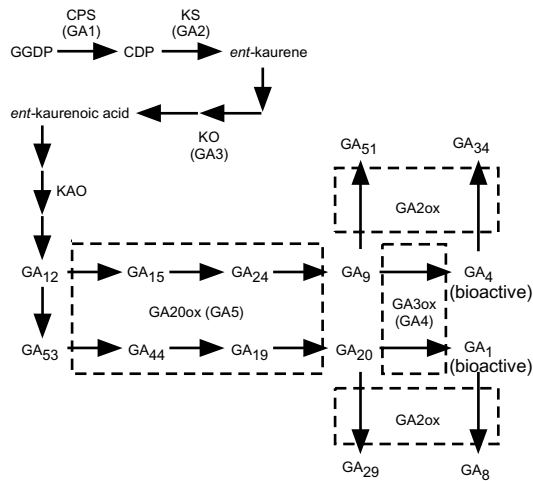 CPS
(GA1)
KS
(GA2)
GGDP
CDP
ent-kaurene
ent-kaurenoic acid
KO
(GA3)
KAO
GA51
GA34
GA2ox
GA12
GA15
GA24
GA9
GA4
(bioactive)
GA20ox (GA5)
GA3ox
(GA4)
GA53
GA44
GA19
GA20
GA1
(bioactive)
GA2ox
GA29
GA8